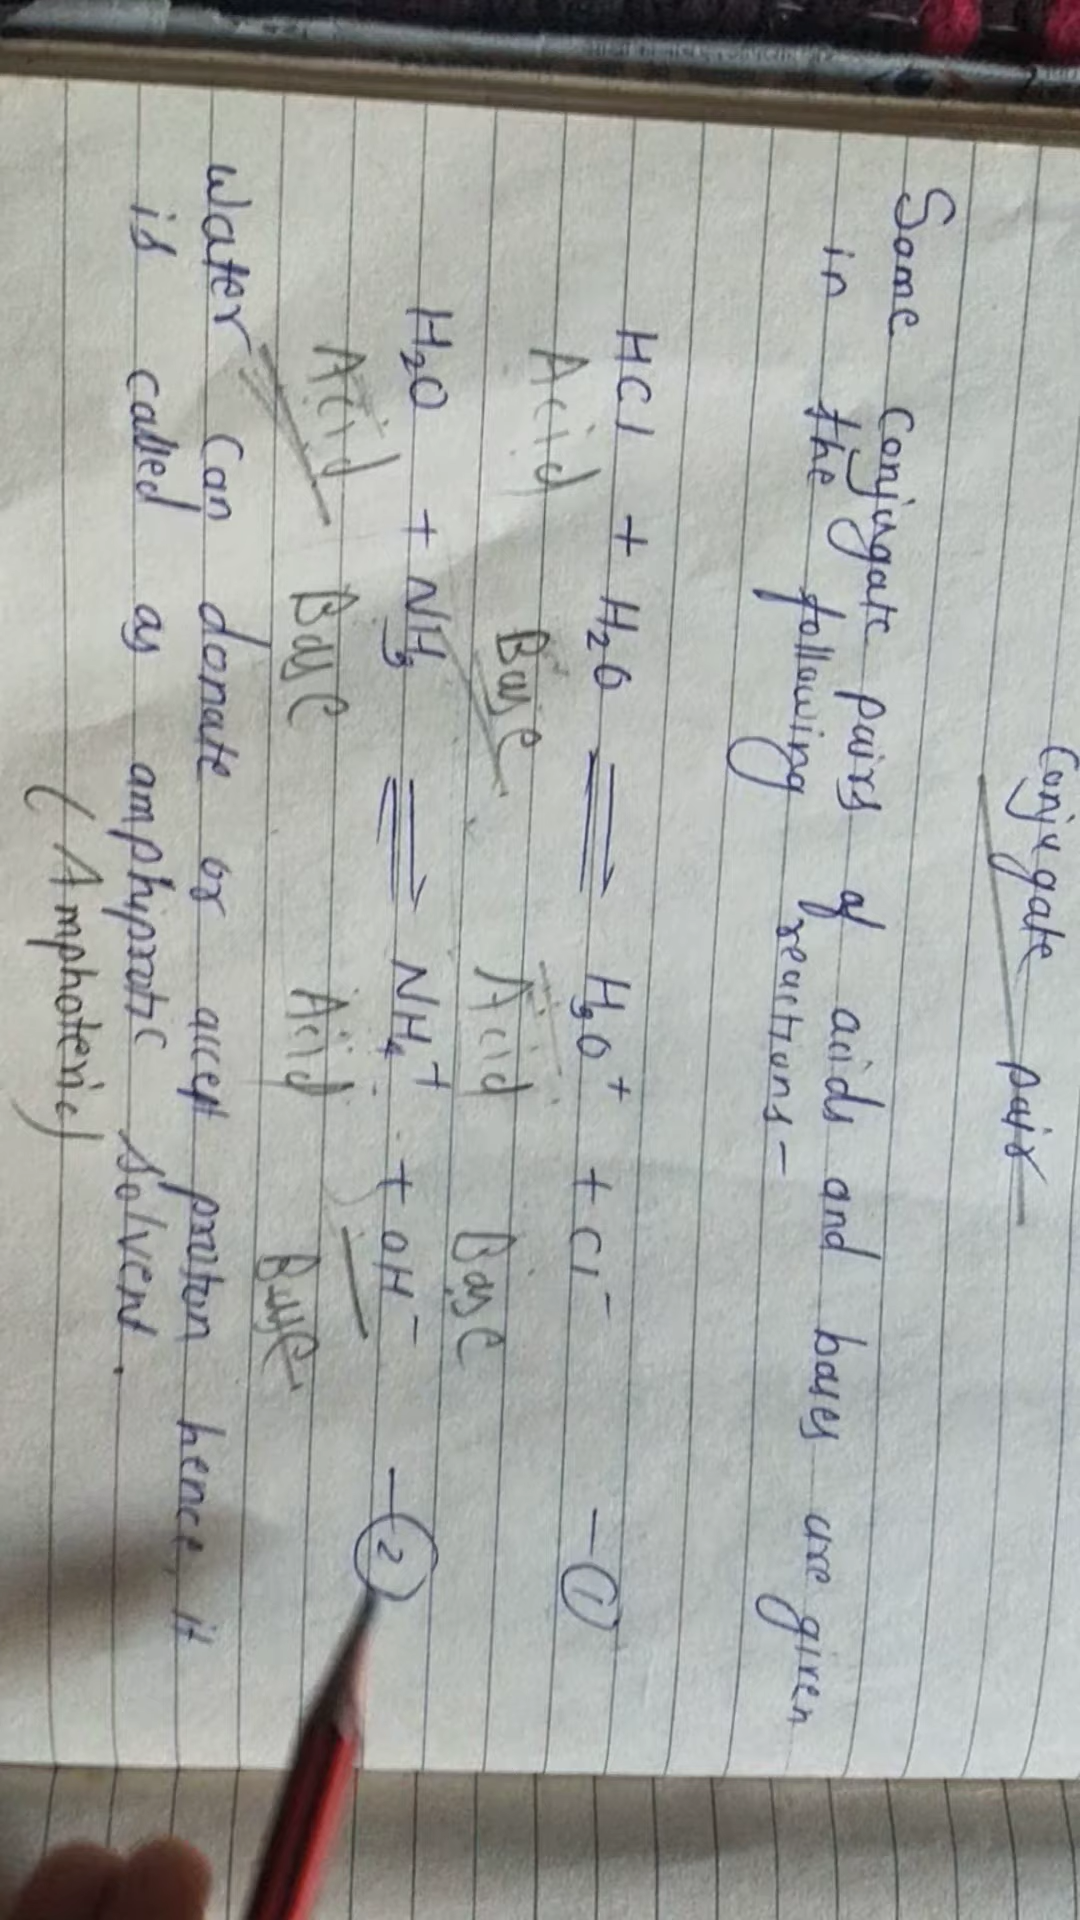 Conjugate pair
Some Conjugate pairs of acids and bases are given
in the following reactions-
HCl + H₂O ⇌ H₃O⁺ + Cl⁻ -①
Acid Base Acid Base
H₂O + NH₃ ⇌ NH₄⁺ + OH⁻ -②
Acid Base Acid Base
Water can donate or accept proton hence, it
is called as amphiprotic solvent.
(Amphoteric)